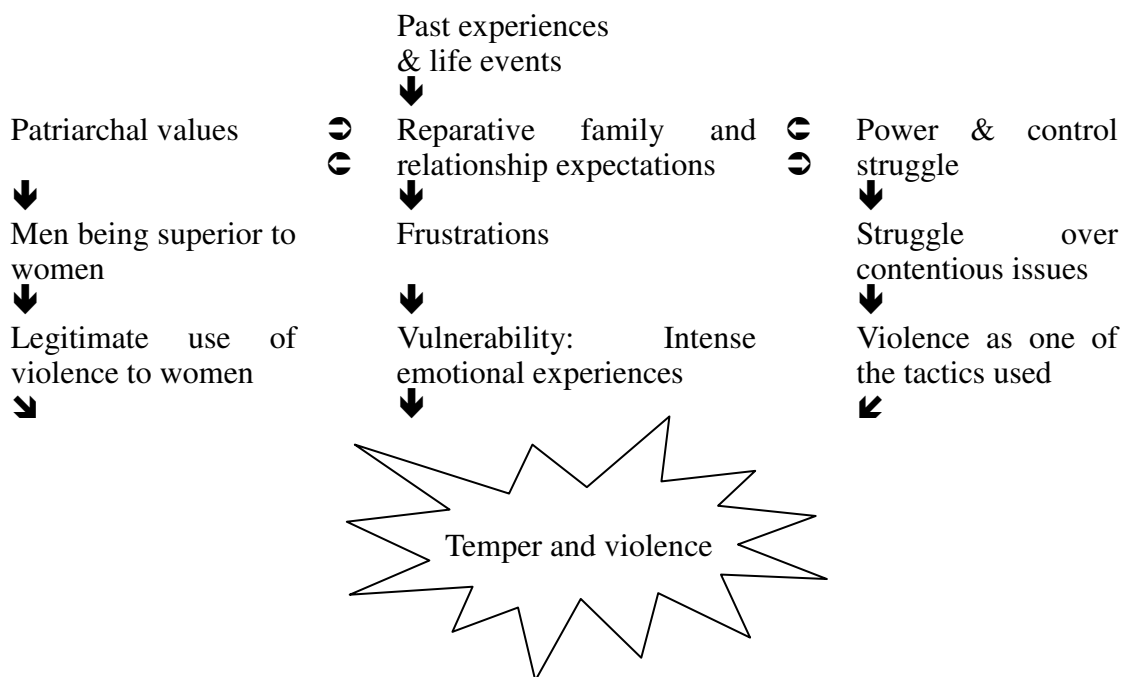 Past experiences
& life events
Patriarchal values
Reparative family and
relationship expectations
Power & control
struggle
Men being superior to
women
Frustrations
Struggle over
contentious issues
Legitimate use of
violence to women
Vulnerability: Intense
emotional experiences
Violence as one of
the tactics used
Temper and violence